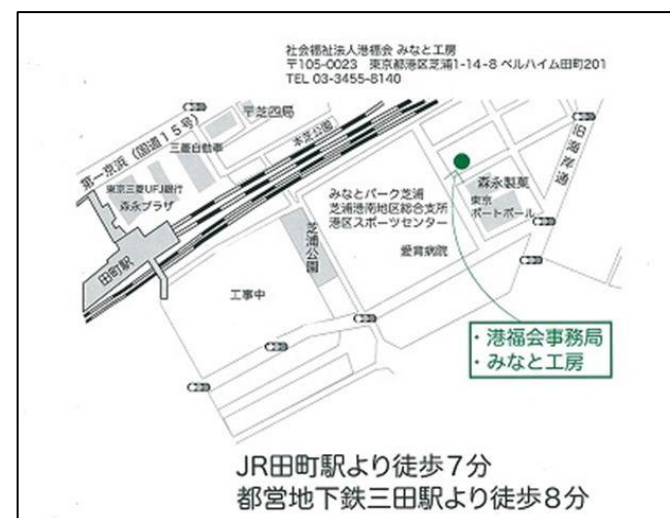 社会福祉法人港福会 みなと工房
〒105-0023　東京都港区芝浦1-14-8 ベルハイム田町201
TEL 03-3455-8140
〒芝四局
本芝公園
第一京浜（国道15号）
三菱自動車
東京三菱UFJ銀行
森永プラザ
田町駅
みなとパーク芝浦
芝浦港南地区総合支所
港区スポーツセンター
芝浦公園
愛育病院
工事中
森永製菓
東京
ポートボール
・港福会事務局
・みなと工房
JR田町駅より徒歩7分
都営地下鉄三田駅より徒歩8分